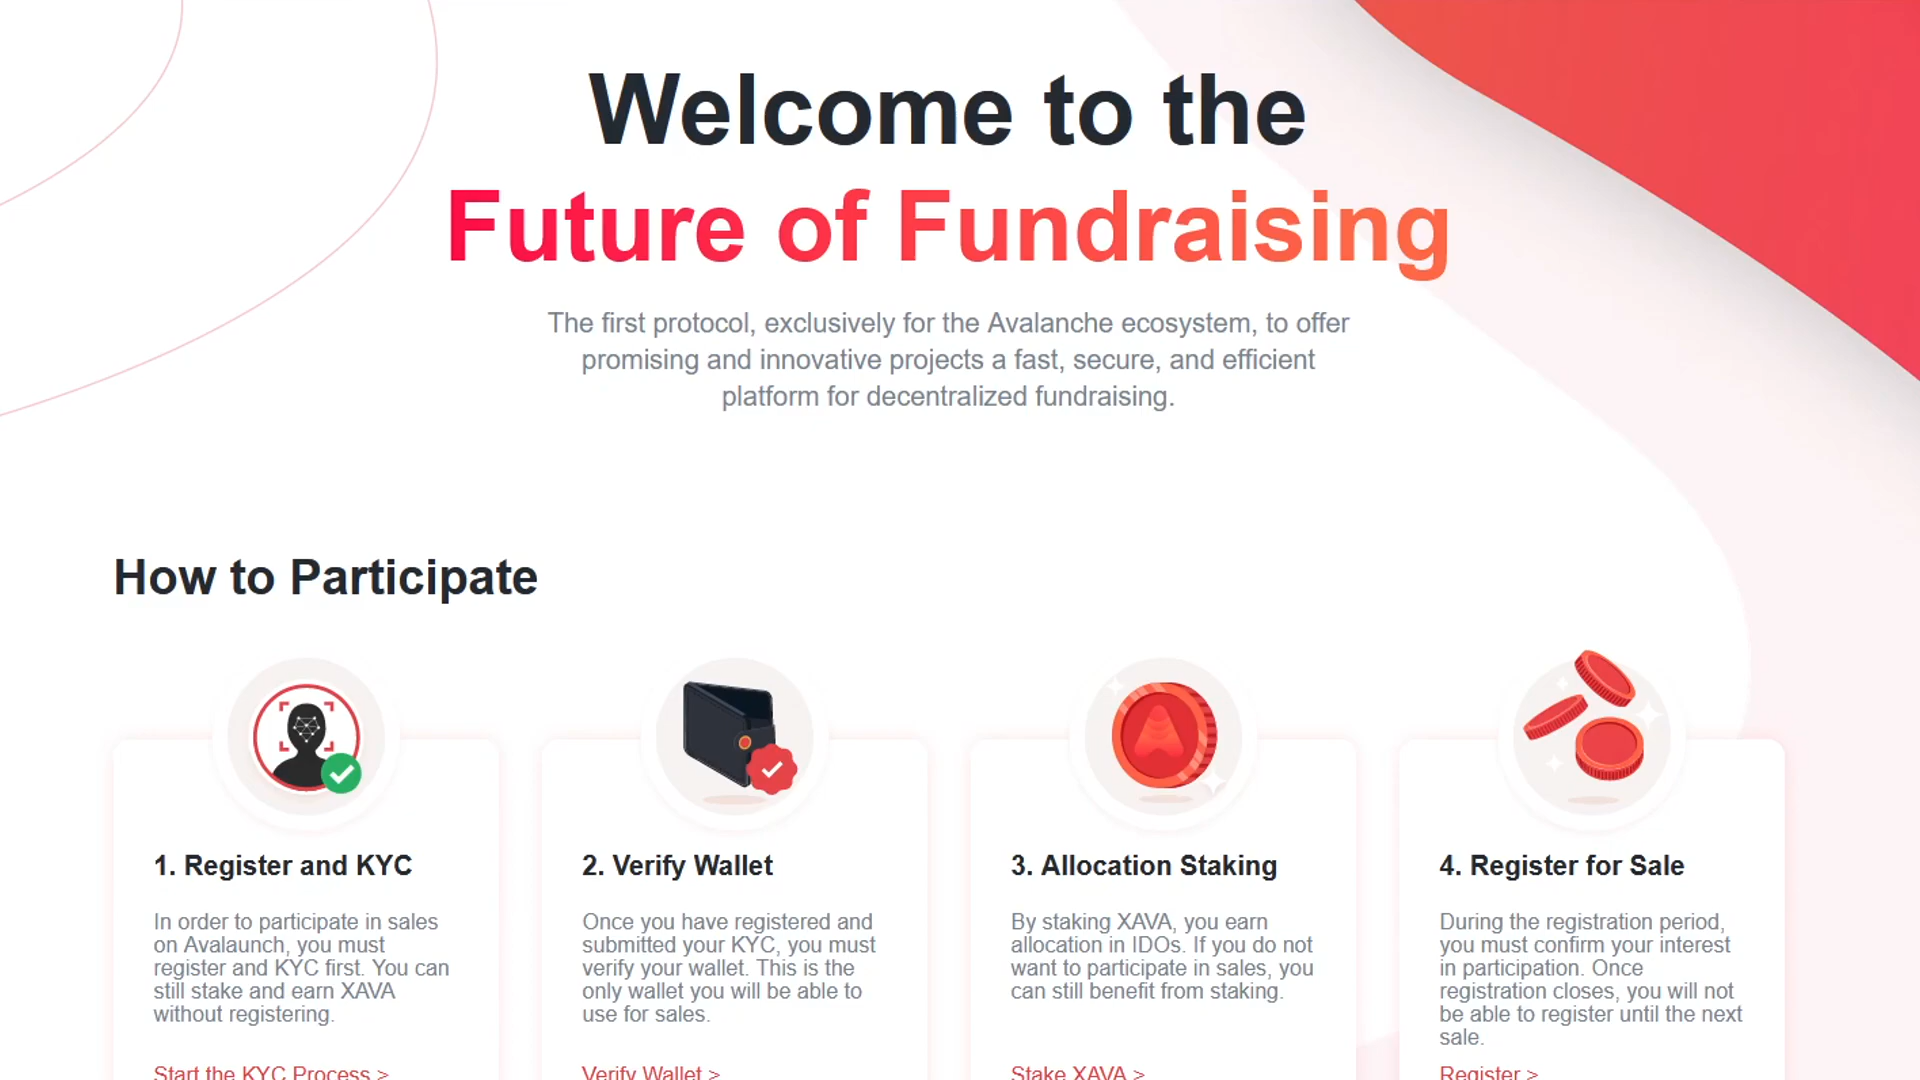 Welcome to the
Future of Fundraising
The first protocol, exclusively for the Avalanche ecosystem, to offer
promising and innovative projects a fast, secure, and efficient
platform for decentralized fundraising.
How to Participate
1. Register and KYC
In order to participate in sales
on Avalaunch, you must
register and KYC first. You can
still stake and earn XAVA
without registering.
Start the KYC Process >
2. Verify Wallet
Once you have registered and
submitted your KYC, you must
verify your wallet. This is the
only wallet you will be able to
use for sales.
Verify Wallet >
3. Allocation Staking
By staking XAVA, you earn
allocation in IDOs. If you do not
want to participate in sales, you
can still benefit from staking.
Stake XAVA >
4. Register for Sale
During the registration period,
you must confirm your interest
in participation. Once
registration closes, you will not
be able to register until the next
sale.
Register >